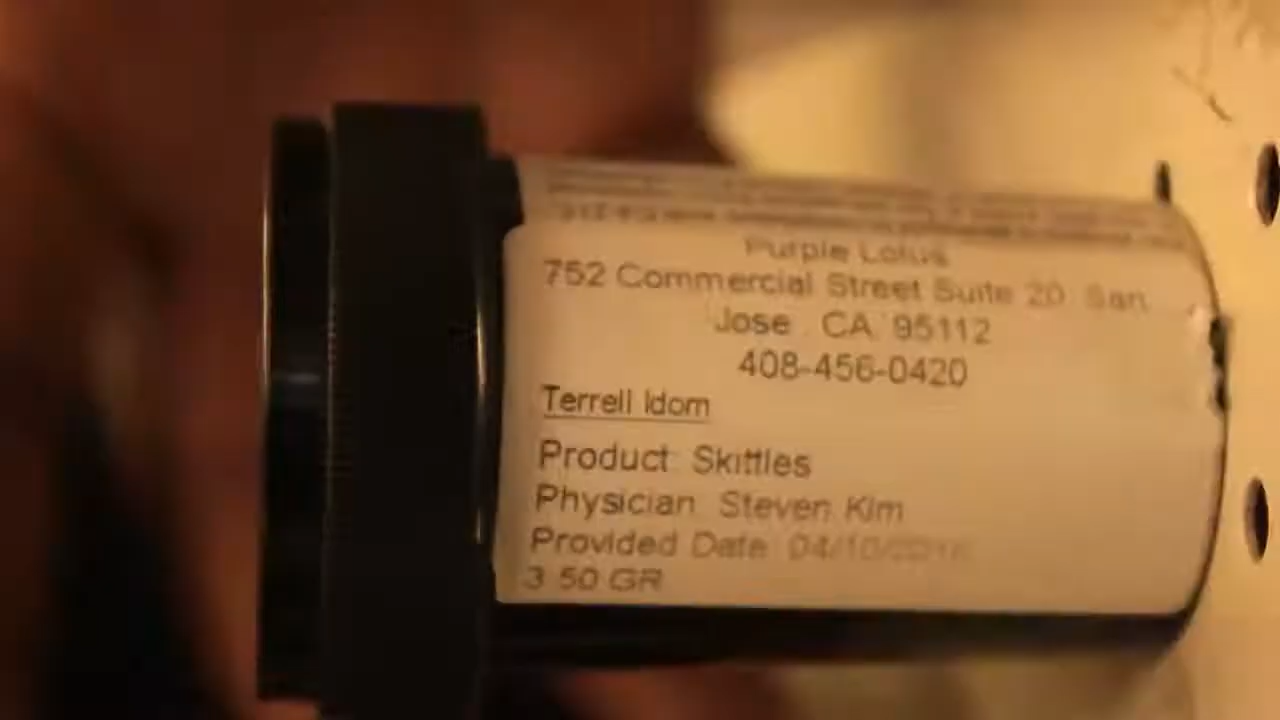 Purple Lotus
752 Commercial Street Suite 20 San
Jose CA 95112
408-456-0420
Terrell Idom
Product: Skittles
Physician: Steven Kim
Provided Date:
3.50 GR